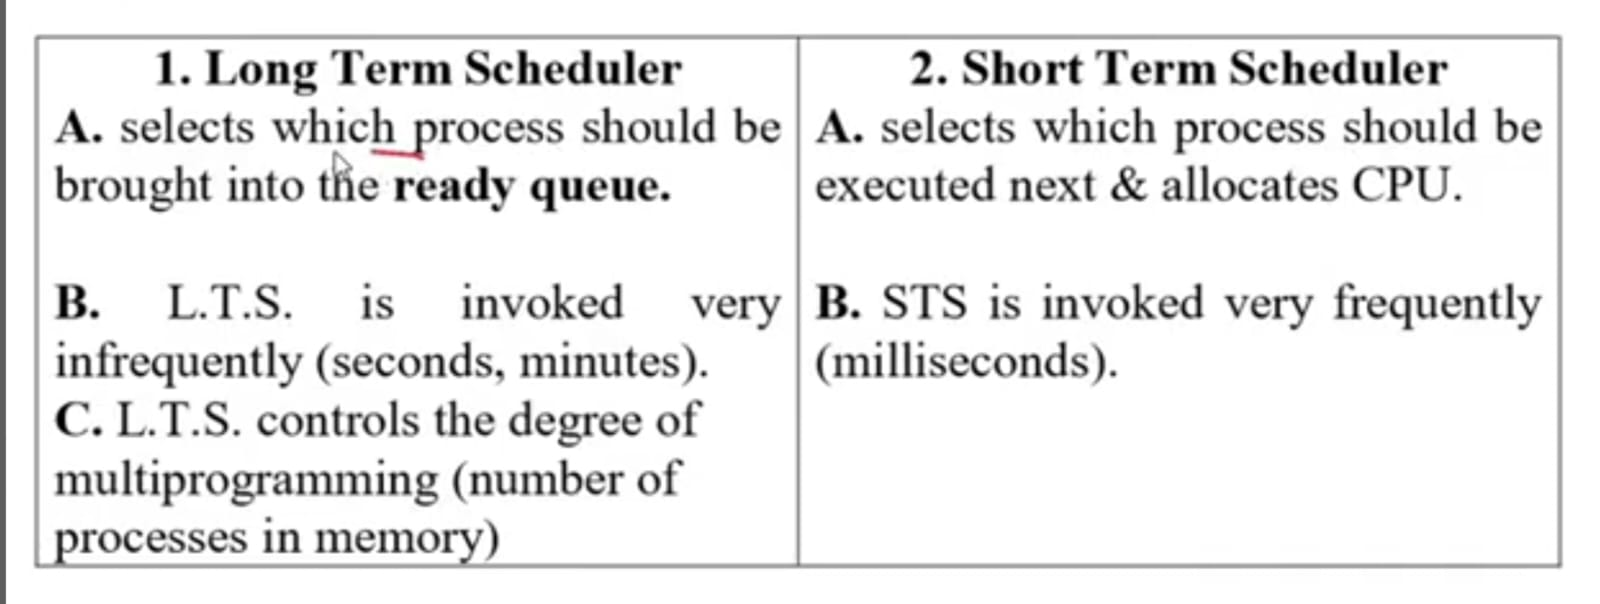 1. Long Term Scheduler
A. selects which process should be
brought into the ready queue.
B. L.T.S. is invoked very
infrequently (seconds, minutes).
C. L.T.S. controls the degree of
multiprogramming (number of
processes in memory)
2. Short Term Scheduler
A. selects which process should be
executed next & allocates CPU.
B. STS is invoked very frequently
(milliseconds).